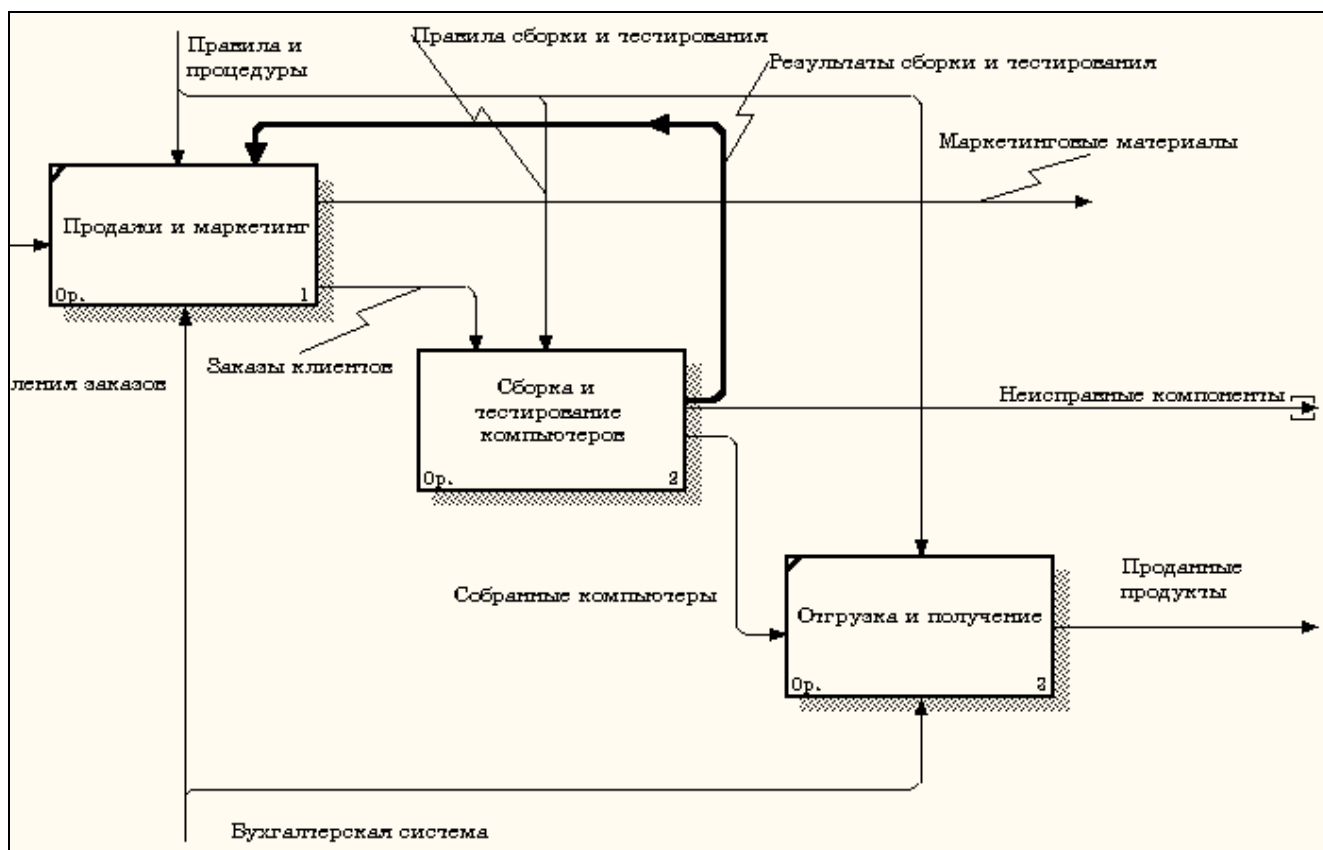 Правила и
процедуры
Правила сборки и тестирования
Результаты сборки и тестирования
Маркетинговые материалы
Продажи и маркетинг
0р.
1
Заказы клиентов
ления заказов
Сборка и
тестирование
компьютеров
0р.
2
Неисправные компоненты
Собранные компьютеры
Отгрузка и получение
0р.
3
Проданные
продукты
Бухгалтерская система